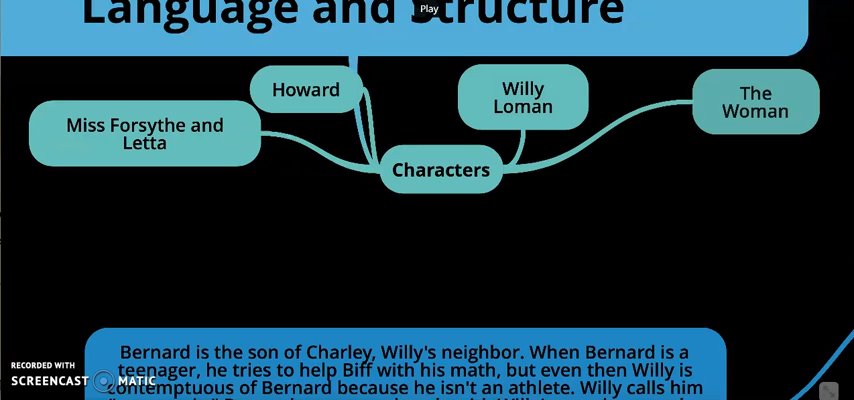 Language and Structure
Play
Howard
Willy
Loman
The
Woman
Miss Forsythe and
Letta
Characters
Bernard is the son of Charley, Willy's neighbor. When Bernard is a
teenager, he tries to help Biff with his math, but even then Willy is
contemptuous of Bernard because he isn't an athlete. Willy calls him
RECORDED WITH
SCREENCAST MATIC